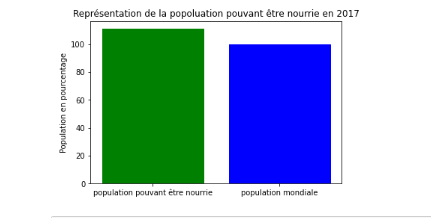 Représentation de la popoluation pouvant être nourrie en 2017
Population en pourcentage
100
80
60
40
20
0
population pouvant être nourrie
population mondiale